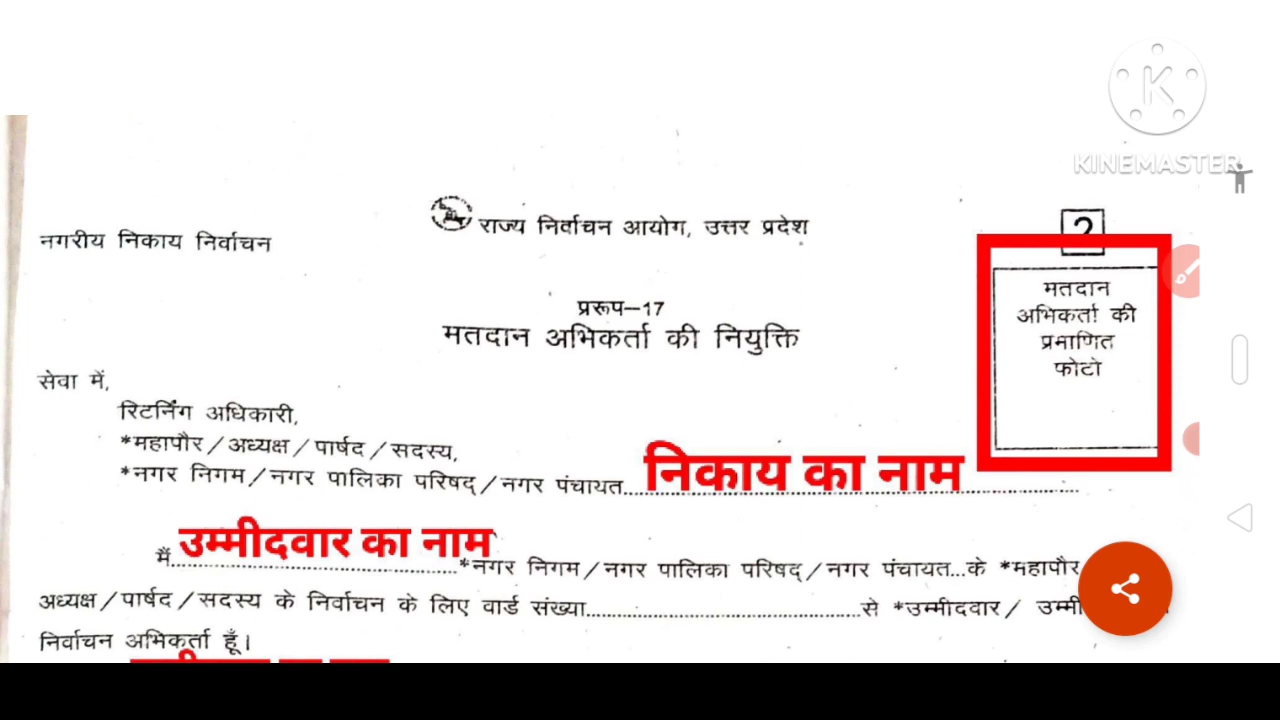 KINEMASTER
नगरीय निकाय निर्वाचन
राज्य निर्वाचन आयोग, उत्तर प्रदेश
2
प्ररूप–17
मतदान अभिकर्ता की नियुक्ति
मतदान
अभिकर्ता की
प्रमाणित
फोटो
सेवा में,
रिटर्निंग अधिकारी,
*महापौर/अध्यक्ष/पार्षद/सदस्य,
*नगर निगम/नगर पालिका परिषद्/नगर पंचायत....निकाय का नाम....
मैं....उम्मीदवार का नाम....*नगर निगम/नगर पालिका परिषद्/नगर पंचायत...के *महापौर
अध्यक्ष/पार्षद/सदस्य के निर्वाचन के लिए वार्ड संख्या....से *उम्मीदवार/
निर्वाचन अभिकर्ता हूँ।